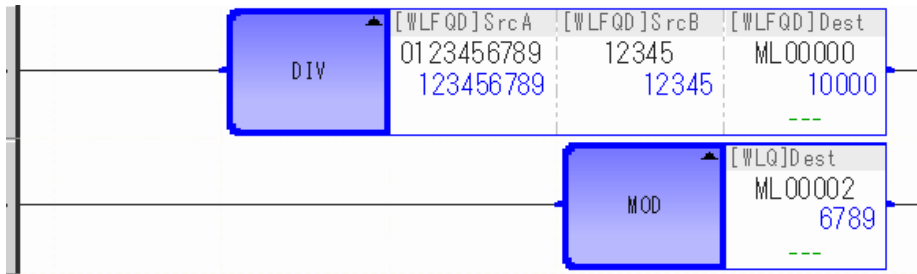 DIV
[WLFQD]SrcA [WLFQD]SrcB [WLFQD]Dest
0123456789 12345 ML00000
123456789 12345 10000
---
MOD
[WLQ]Dest
ML00002
6789
---